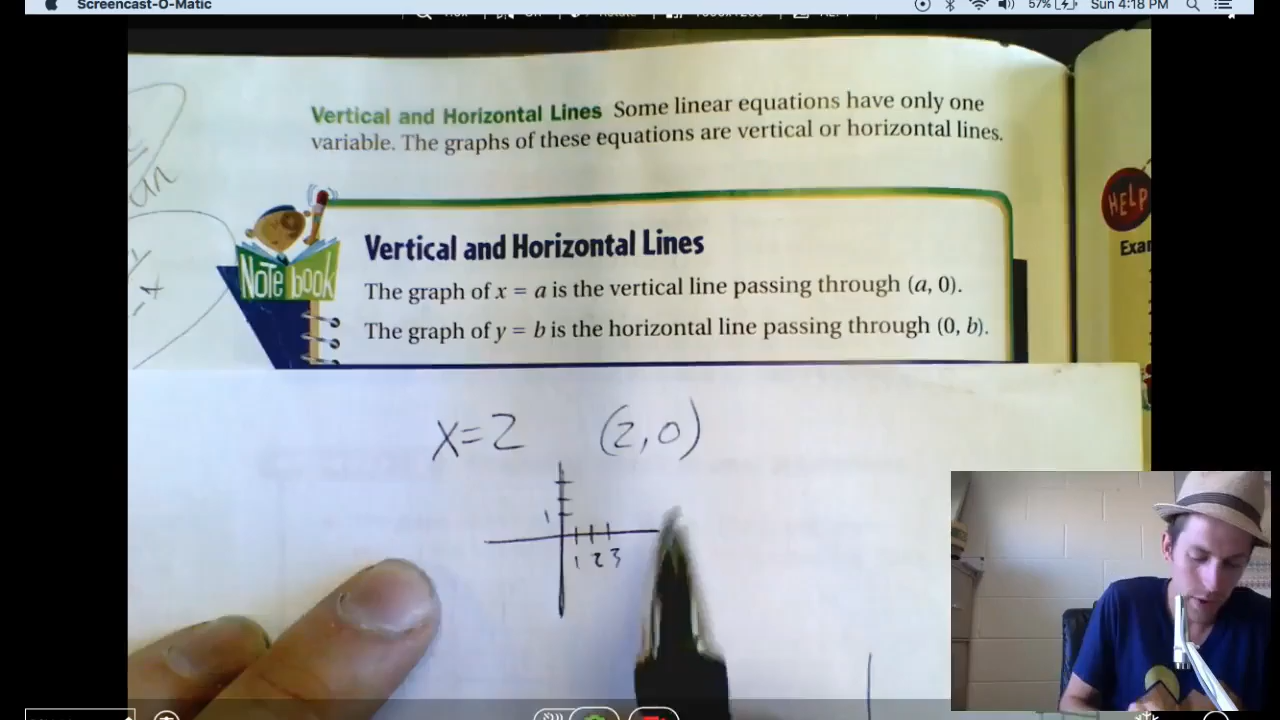 Screencast-O-Matic
57%
Sun 4:18 PM
Vertical and Horizontal Lines Some linear equations have only one
variable. The graphs of these equations are vertical or horizontal lines.
HELP
Exa
Note book
Vertical and Horizontal Lines
The graph of x = a is the vertical line passing through (a, 0).
The graph of y = b is the horizontal line passing through (0, b).
an
x=2 (2,0)
1
1 2 3